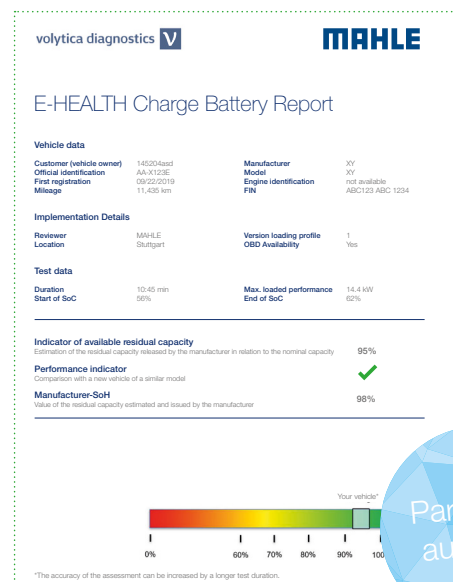 volytica diagnostics V
MAHLE
E-HEALTH Charge Battery Report
Vehicle data
Customer (vehicle owner) 145204asd Manufacturer XY
Official identification AA-X123E Model XY
First registration 09/22/2019 Engine identification not available
Mileage 11,435 km FIN ABC123 ABC 1234
Implementation Details
Reviewer MAHLE Version loading profile 1
Location Stuttgart OBD Availability Yes
Test data
Duration 10:45 min Max. loaded performance 14.4 kW
Start of SoC 56% End of SoC 62%
Indicator of available residual capacity
Estimation of the residual capacity released by the manufacturer in relation to the nominal capacity 95%
Performance indicator
Comparison with a new vehicle of a similar model
Manufacturer-SoH
Value of the residual capacity estimated and issued by the manufacturer 98%
Your vehicle*
0% 60% 70% 80% 90% 100
Par
au
*The accuracy of the assessment can be increased by a longer test duration.